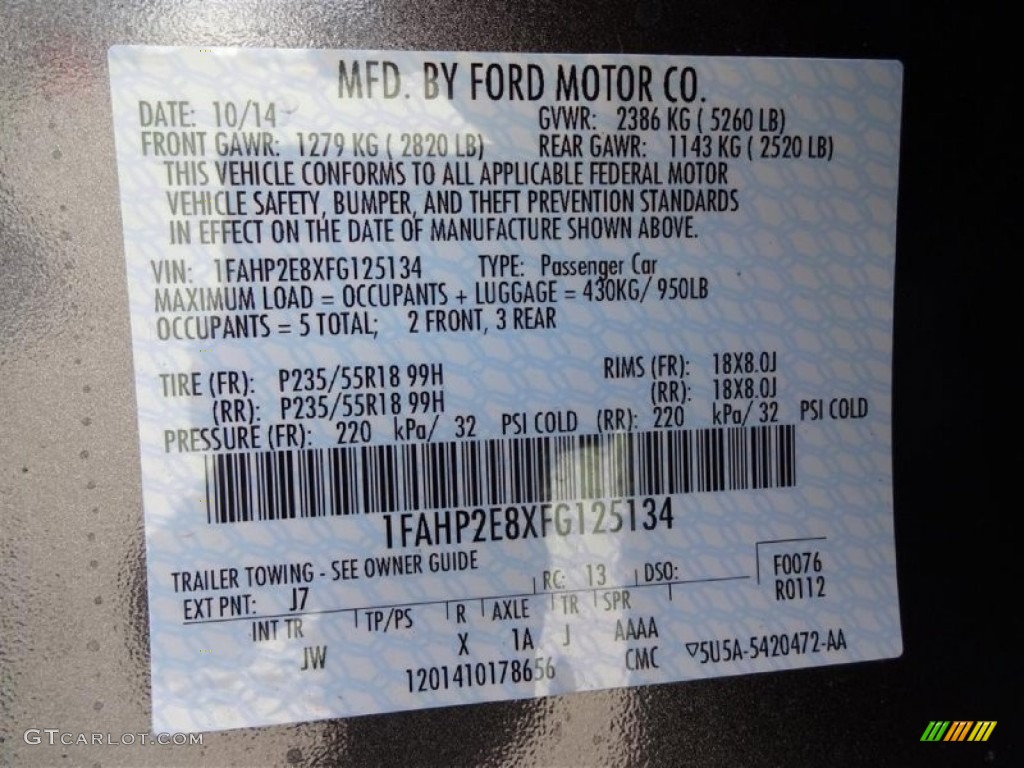 MFD. BY FORD MOTOR CO.
DATE: 10/14 GVWR: 2386 KG ( 5260 LB)
FRONT GAWR: 1279 KG ( 2820 LB) REAR GAWR: 1143 KG ( 2520 LB)
THIS VEHICLE CONFORMS TO ALL APPLICABLE FEDERAL MOTOR
VEHICLE SAFETY, BUMPER, AND THEFT PREVENTION STANDARDS
IN EFFECT ON THE DATE OF MANUFACTURE SHOWN ABOVE.
VIN: 1FAHP2E8XFG125134 TYPE: Passenger Car
MAXIMUM LOAD = OCCUPANTS + LUGGAGE = 430KG/ 950LB
OCCUPANTS = 5 TOTAL; 2 FRONT, 3 REAR
TIRE (FR): P235/55R18 99H RIMS (FR): 18X8.0J
(RR): P235/55R18 99H (RR): 18X8.0J
PRESSURE (FR): 220 kPa/ 32 PSI COLD (RR): 220 kPa/ 32 PSI COLD
1FAHP2E8XFG125134
TRAILER TOWING - SEE OWNER GUIDE
EXT PNT: J7 RC: 13 DSO: F0076
R0112
INT TR TP/PS R AXLE TR SPR
JW X 1A J AAAA
1201410178656 CMC ▽5U5A-5420472-AA
GTCARLOT.COM